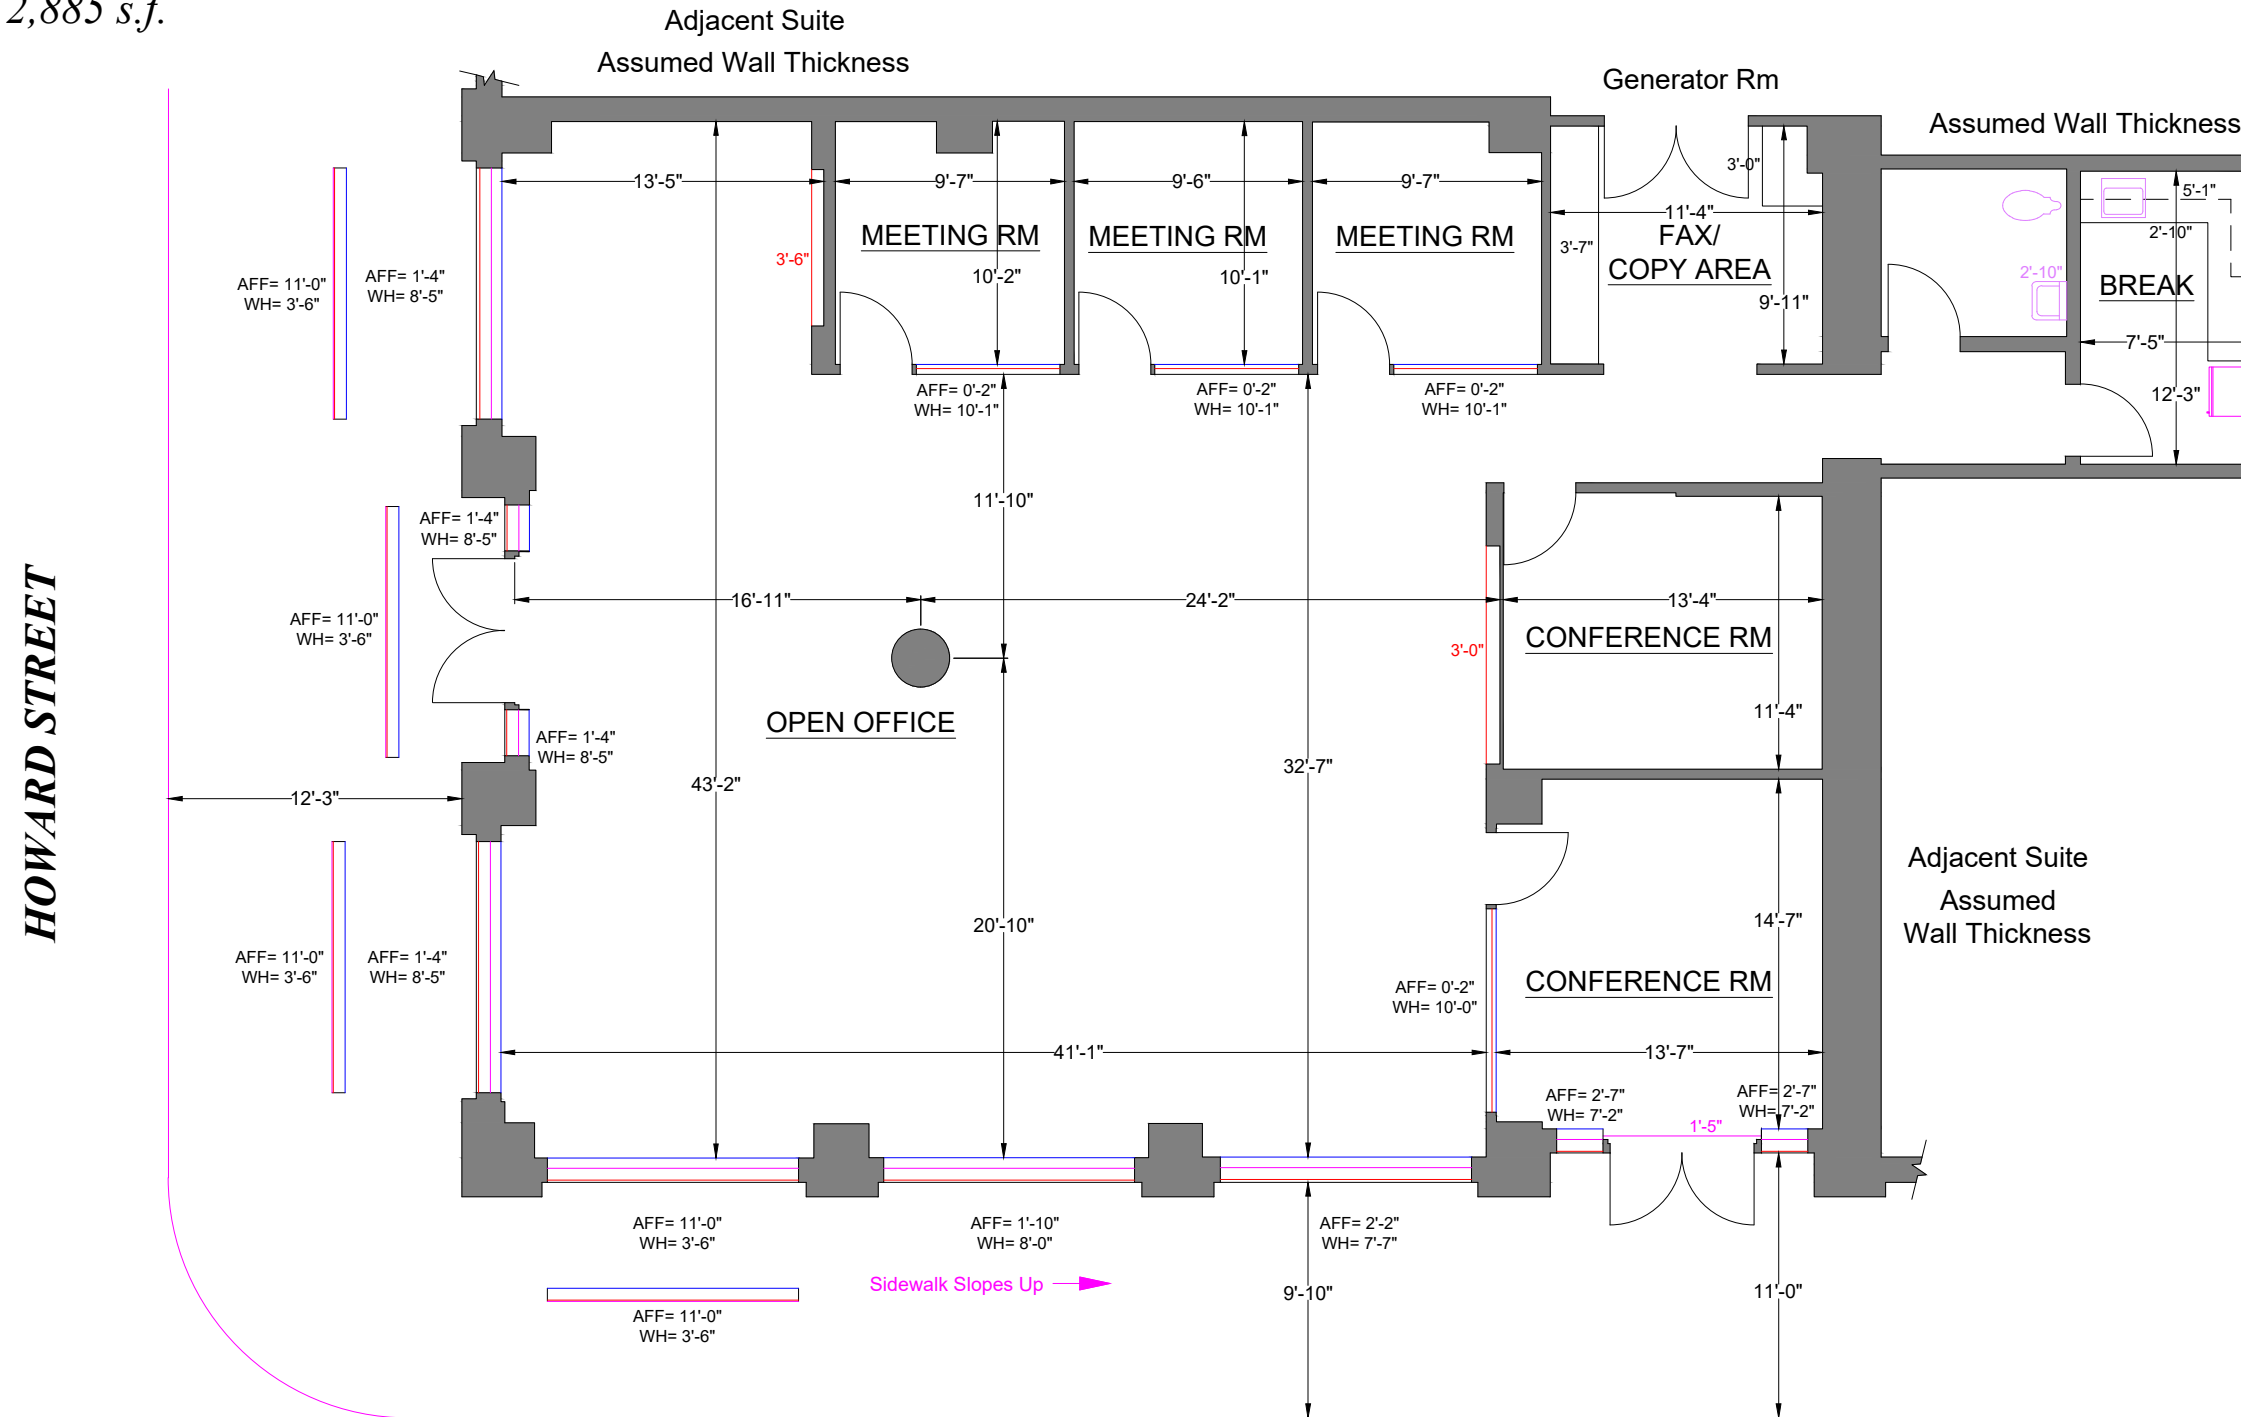 2,885 s.f.
Adjacent Suite
Assumed Wall Thickness
Generator Rm
Assumed Wall Thickness
13'-5"
9'-7"
9'-6"
9'-7"
3'-0"
5'-1"
11'-4"
MEETING RM
MEETING RM
MEETING RM
FAX/
COPY AREA
3'-7"
2'-10"
3'-6"
10'-2"
10'-1"
9'-11"
2'-10"
BREAK
AFF= 11'-0"
WH= 3'-6"
AFF= 1'-4"
WH= 8'-5"
7'-5"
AFF= 0'-2"
WH= 10'-1"
AFF= 0'-2"
WH= 10'-1"
AFF= 0'-2"
WH= 10'-1"
12'-3"
11'-10"
AFF= 1'-4"
WH= 8'-5"
16'-11"
24'-2"
13'-4"
AFF= 11'-0"
WH= 3'-6"
3'-0"
CONFERENCE RM
HOWARD STREET
OPEN OFFICE
11'-4"
AFF= 1'-4"
WH= 8'-5"
43'-2"
32'-7"
12'-3"
Adjacent Suite
Assumed
Wall Thickness
20'-10"
14'-7"
AFF= 11'-0"
WH= 3'-6"
AFF= 1'-4"
WH= 8'-5"
AFF= 0'-2"
WH= 10'-0"
CONFERENCE RM
41'-1"
13'-7"
AFF= 2'-7"
WH= 7'-2"
AFF= 2'-7"
WH= 7'-2"
1'-5"
AFF= 11'-0"
WH= 3'-6"
AFF= 1'-10"
WH= 8'-0"
AFF= 2'-2"
WH= 7'-7"
Sidewalk Slopes Up
9'-10"
11'-0"
AFF= 11'-0"
WH= 3'-6"